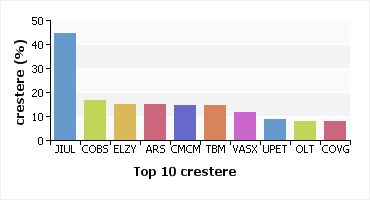 50
40
30
20
10
0
crestere (%)
JIUL COBS ELZY ARS CMCM TBM VASX UPET OLT COVG
Top 10 crestere